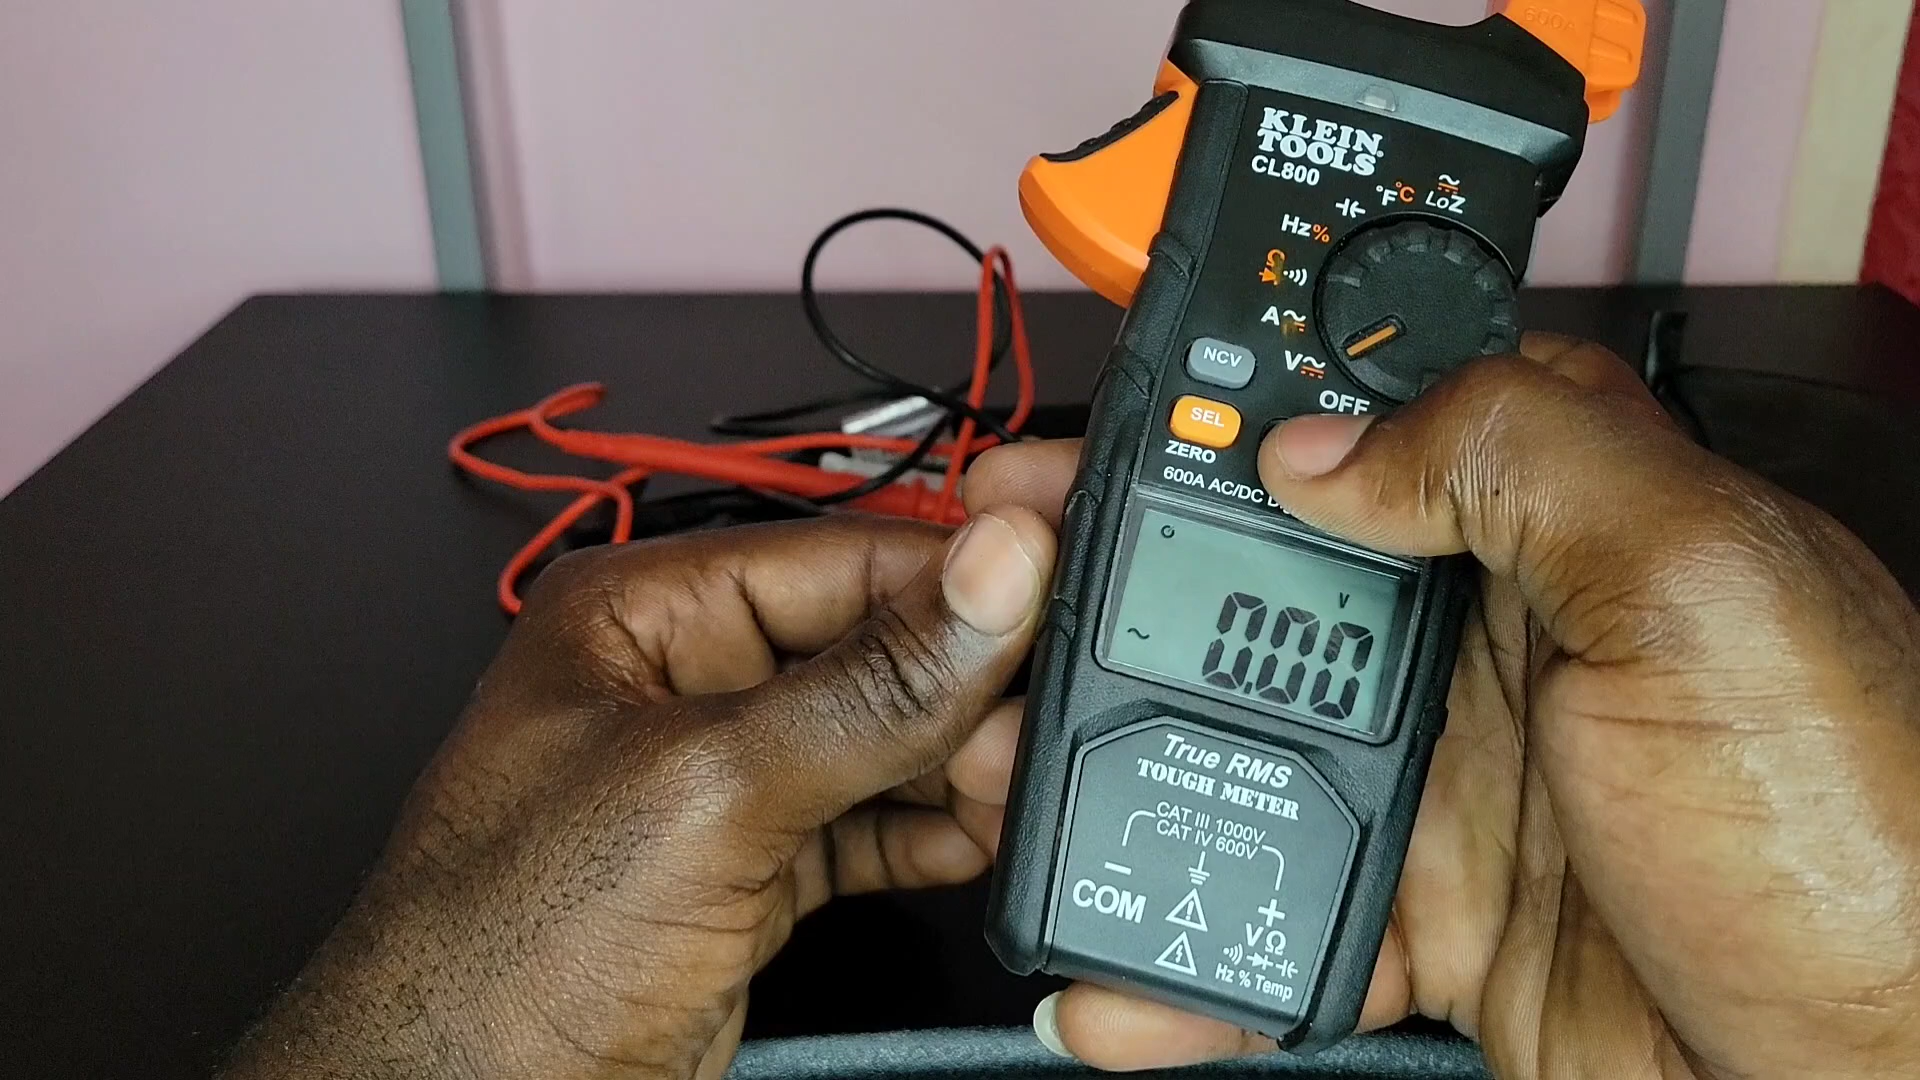 600A
KLEIN
TOOLS®
CL800
LoZ
°F°C
Hz%
A
V
OFF
NCV
SEL
ZERO
600A AC/DC
V
0.00
True RMS
TOUGH METER
CAT III 1000V
CAT IV 600V
− +
COM
VΩ
Hz % Temp